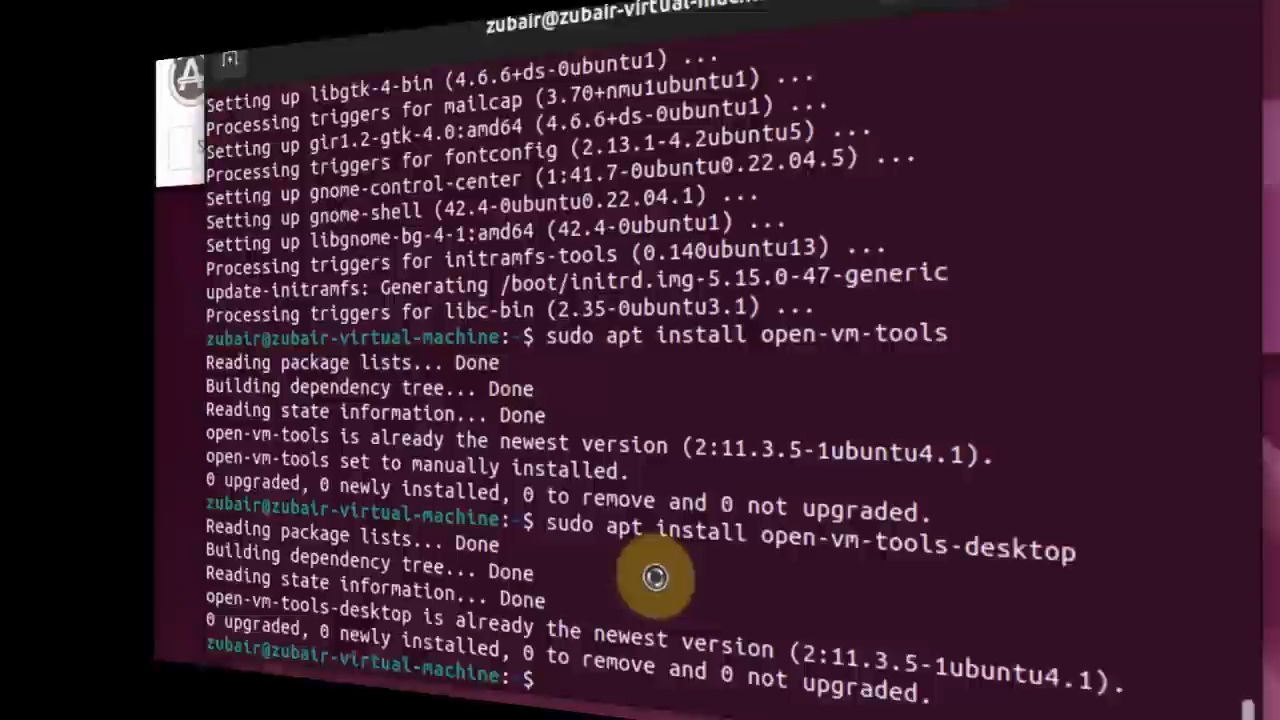 zubair@zubair-virtual-mach
Setting up libgtk-4-bin (4.6.6+ds-0ubuntu1) ...
Processing triggers for mailcap (3.70+nmu1ubuntu1) ...
Setting up gir1.2-gtk-4.0:amd64 (4.6.6+ds-0ubuntu1) ...
Processing triggers for fontconfig (2.13.1-4.2ubuntu5) ...
Setting up gnome-control-center (1:41.7-0ubuntu0.22.04.5) ...
Setting up gnome-shell (42.4-0ubuntu0.22.04.1) ...
Setting up libgnome-bg-4-1:amd64 (42.4-0ubuntu1) ...
Processing triggers for initramfs-tools (0.140ubuntu13) ...
update-initramfs: Generating /boot/initrd.img-5.15.0-47-generic
Processing triggers for libc-bin (2.35-0ubuntu3.1) ...
zubair@zubair-virtual-machine:~$ sudo apt install open-vm-tools
Reading package lists... Done
Building dependency tree... Done
Reading state information... Done
open-vm-tools is already the newest version (2:11.3.5-1ubuntu4.1).
open-vm-tools set to manually installed.
0 upgraded, 0 newly installed, 0 to remove and 0 not upgraded.
zubair@zubair-virtual-machine:~$ sudo apt install open-vm-tools-desktop
Reading package lists... Done
Building dependency tree... Done
Reading state information... Done
open-vm-tools-desktop is already the newest version (2:11.3.5-1ubuntu4.1).
0 upgraded, 0 newly installed, 0 to remove and 0 not upgraded.
zubair@zubair-virtual-machine:~$